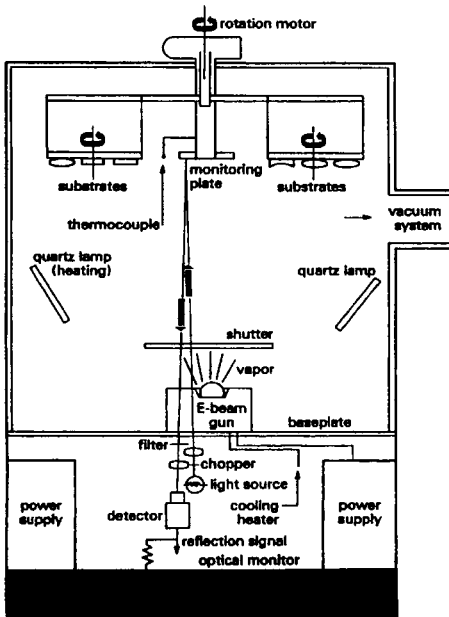 rotation motor
substrates
monitoring
plate
substrates
thermocouple
vacuum
system
quartz lamp
(heating)
quartz lamp
shutter
vapor
E-beam
gun
baseplate
filter
chopper
light source
power
supply
cooling
heater
power
supply
detector
reflection signal
optical monitor